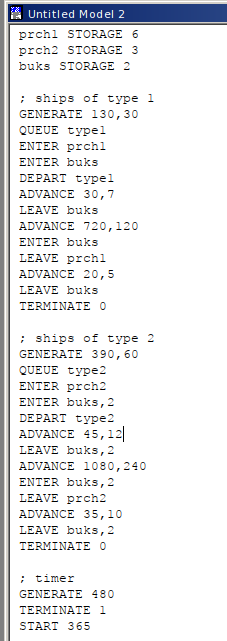 Untitled Model 2
prch1 STORAGE 6
prch2 STORAGE 3
buks STORAGE 2
; ships of type 1
GENERATE 130,30
QUEUE type1
ENTER prch1
ENTER buks
DEPART type1
ADVANCE 30,7
LEAVE buks
ADVANCE 720,120
ENTER buks
LEAVE prch1
ADVANCE 20,5
LEAVE buks
TERMINATE 0
; ships of type 2
GENERATE 390,60
QUEUE type2
ENTER prch2
ENTER buks,2
DEPART type2
ADVANCE 45,12
LEAVE buks,2
ADVANCE 1080,240
ENTER buks,2
LEAVE prch2
ADVANCE 35,10
LEAVE buks,2
TERMINATE 0
; timer
GENERATE 480
TERMINATE 1
START 365